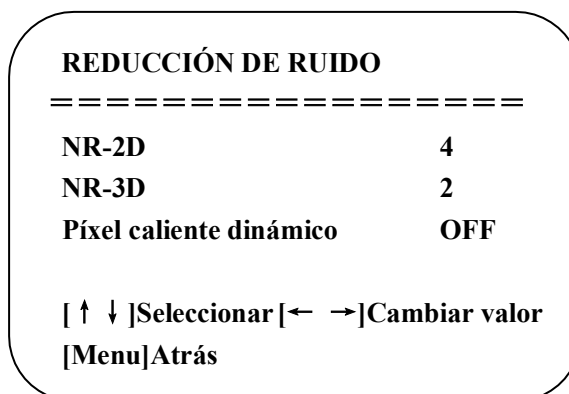 REDUCCIÓN DE RUIDO
==================
NR-2D 4
NR-3D 2
Píxel caliente dinámico OFF
[↑ ↓]Seleccionar [← →]Cambiar valor
[Menu]Atrás